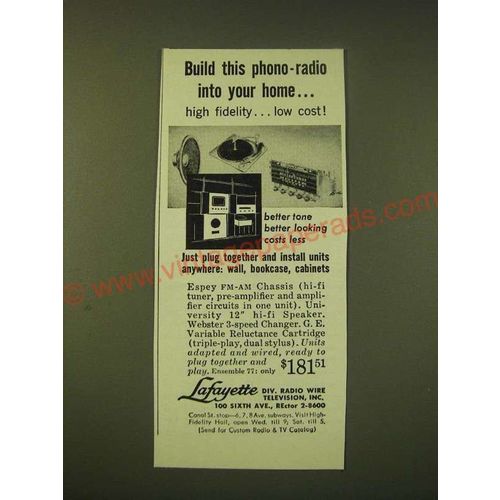 Build this phono-radio
into your home...
high fidelity... low cost!
better tone
better looking
costs less
Just plug together and install units
anywhere: wall, bookcase, cabinets
Espey FM-AM Chassis (hi-fi
tuner, pre-amplifier and ampli-
fier circuits in one unit). Uni-
versity 12" hi-fi Speaker.
Webster 3-speed Changer. G. E.
Variable Reluctance Cartridge
(triple-play, dual stylus). Units
adapted and wired, ready to
plug together and
play. Ensemble 77: only $181.51
Lafayette DIV. RADIO WIRE
TELEVISION, INC.
100 SIXTH AVE., REctor 2-8600
Canal St. stop—6, 7, 8 Ave. subways. Visit High-
Fidelity Hall, open Wed. till 9; Sat. till 5.
(Send for Custom Radio & TV Catalog)
© www.vintagepaperads.com